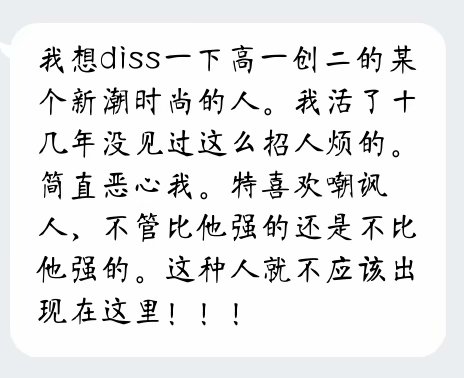 我想diss一下高一创二的某
个新潮时尚的人。我活了十
几年没见过这么招人烦的。
简直恶心我。特喜欢嘲讽
人，不管比他强的还是不比
他强的。这种人就不应该出
现在这里！！！